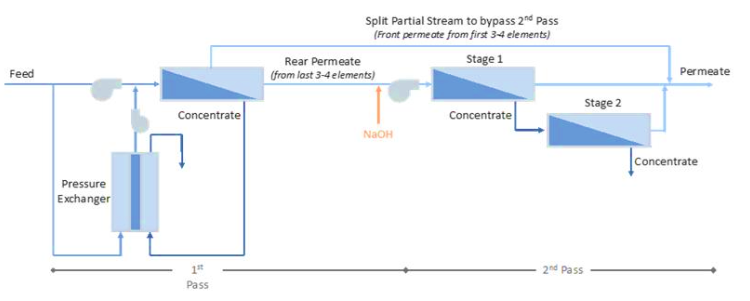 Split Partial Stream to bypass 2nd Pass
(Front permeate from first 3-4 elements)
Feed
Rear Permeate
(from last 3-4 elements)
Stage 1
Permeate
Concentrate
NaOH
Concentrate
Stage 2
Concentrate
Pressure
Exchanger
1st
Pass
2nd Pass